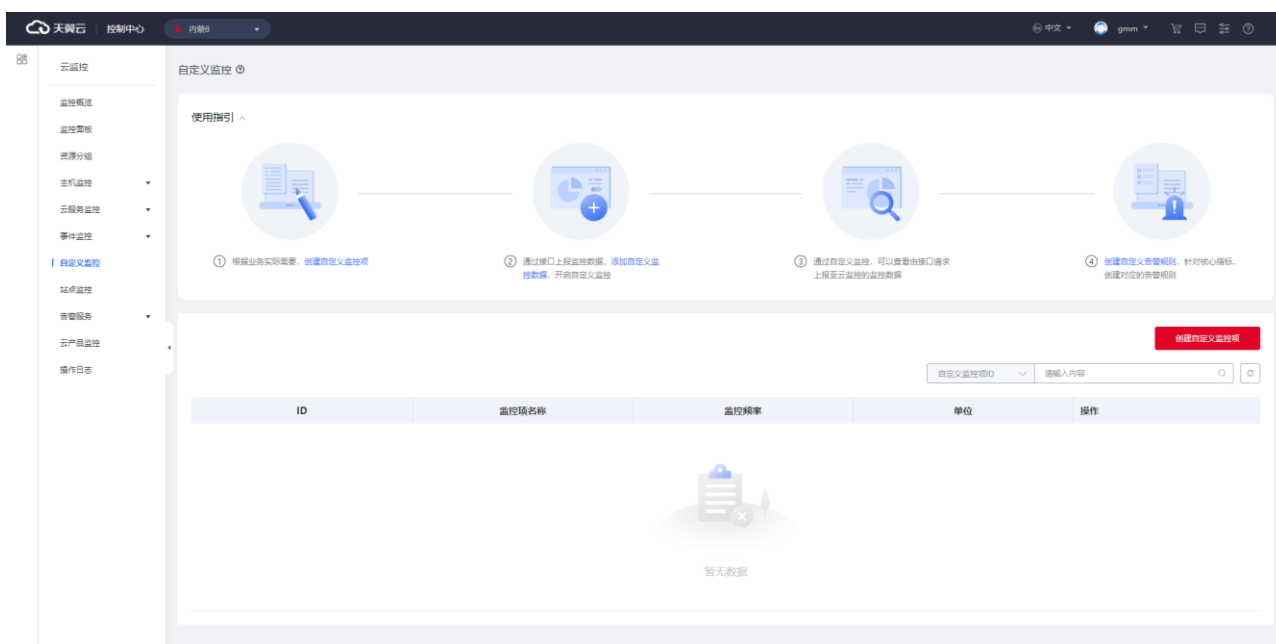 天翼云 控制中心 内蒙8 中文 gmm
云监控
监控概览
监控面板
资源分组
主机监控
云服务监控
事件监控
自定义监控
站点监控
告警服务
云产品监控
操作日志
自定义监控
使用指引
① 根据业务实际需要，创建自定义监控项
② 通过接口上报监控数据，添加自定义监
控数据，开启自定义监控
③ 通过自定义监控，可以查看由接口请求
上报至云监控的监控数据
④ 创建自定义告警规则，针对核心指标，
创建对应的告警规则
创建自定义监控项
自定义监控项ID 请输入内容
ID 监控项名称 监控频率 单位 操作
暂无数据